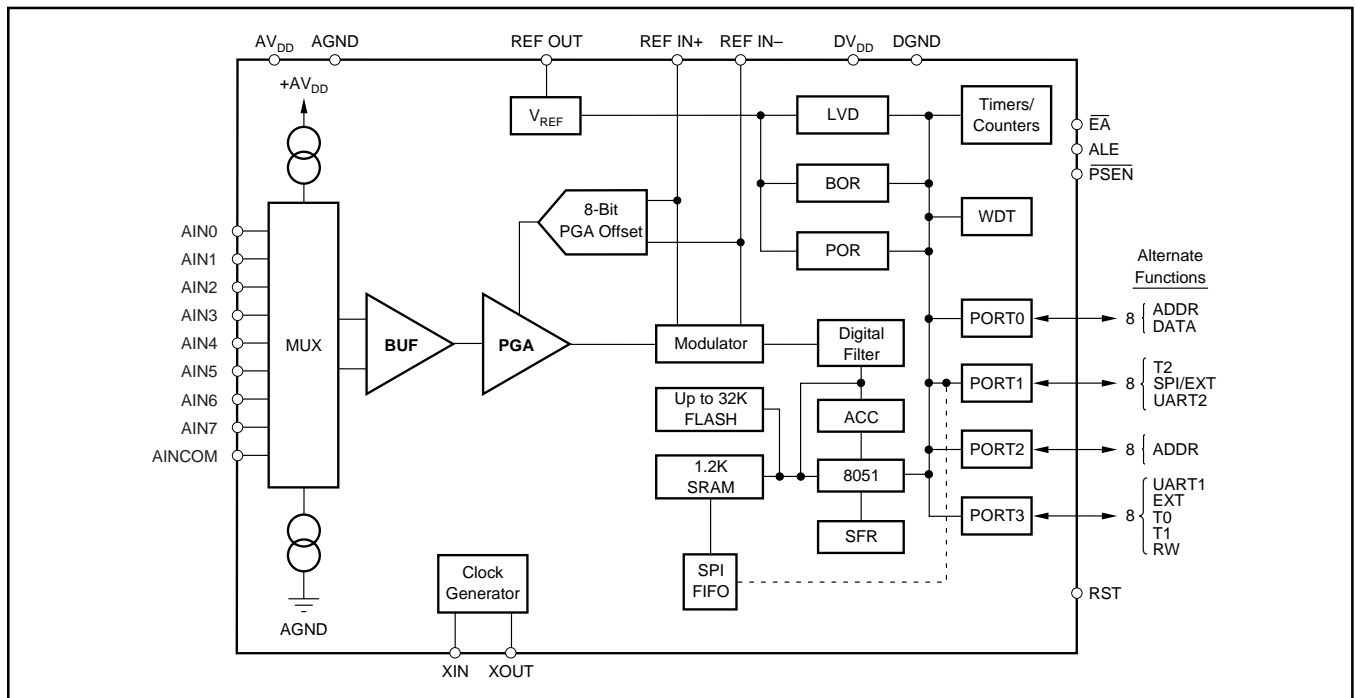 AVDD
AGND
REF OUT
REF IN+
REF IN–
DVDD
DGND
+AVDD
VREF
LVD
Timers/
Counters
EA
ALE
PSEN
BOR
8-Bit
PGA Offset
WDT
POR
AIN0
AIN1
AIN2
AIN3
AIN4
AIN5
AIN6
AIN7
AINCOM
MUX
BUF
PGA
Modulator
Digital
Filter
Alternate
Functions
PORT0
8
ADDR
DATA
PORT1
8
T2
SPI/EXT
UART2
Up to 32K
FLASH
ACC
PORT2
8
ADDR
1.2K
SRAM
8051
PORT3
8
UART1
EXT
T0
T1
RW
SFR
SPI
FIFO
Clock
Generator
RST
AGND
XIN
XOUT